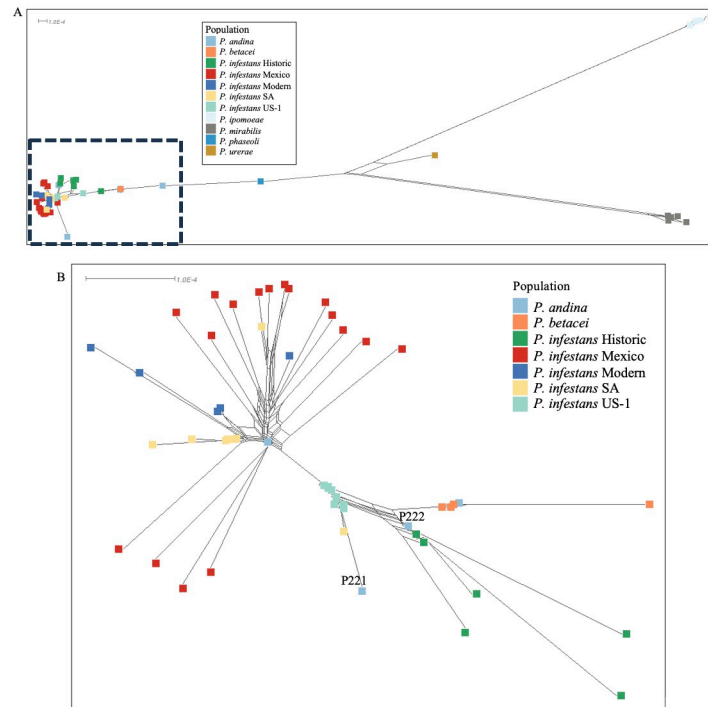 A
1.0E-4
Population
P. andina
P. betacei
P. infestans Historic
P. infestans Mexico
P. infestans Modern
P. infestans SA
P. infestans US-1
P. ipomoeae
P. mirabilis
P. phaseoli
P. urerae
B
1.0E-4
Population
P. andina
P. betacei
P. infestans Historic
P. infestans Mexico
P. infestans Modern
P. infestans SA
P. infestans US-1
P222
P221